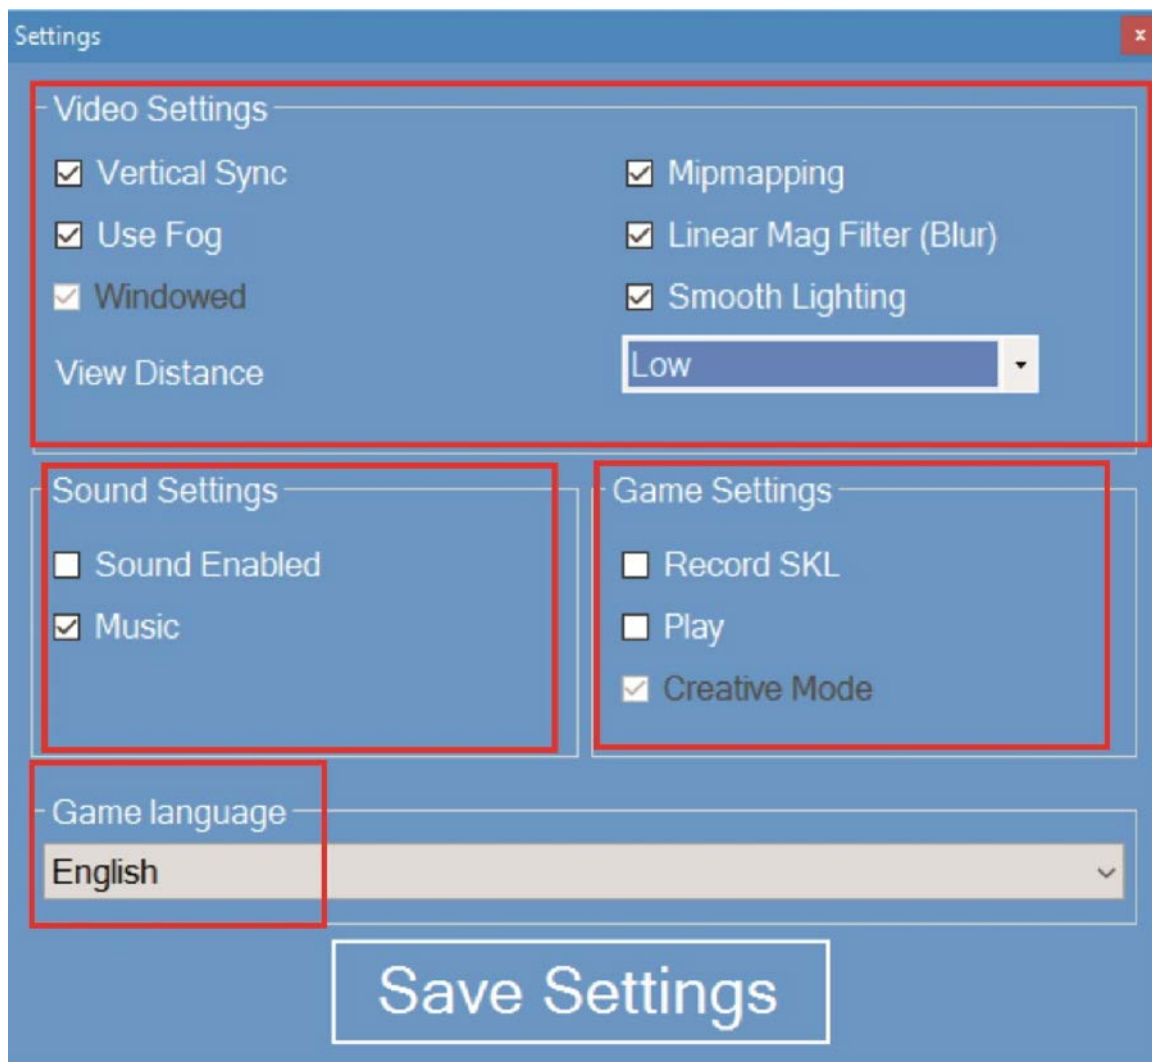 Settings
x
Video Settings
Vertical Sync
Mipmapping
Use Fog
Linear Mag Filter (Blur)
Windowed
Smooth Lighting
View Distance
Low
Sound Settings
Sound Enabled
Music
Game Settings
Record SKL
Play
Creative Mode
Game language
English
Save Settings